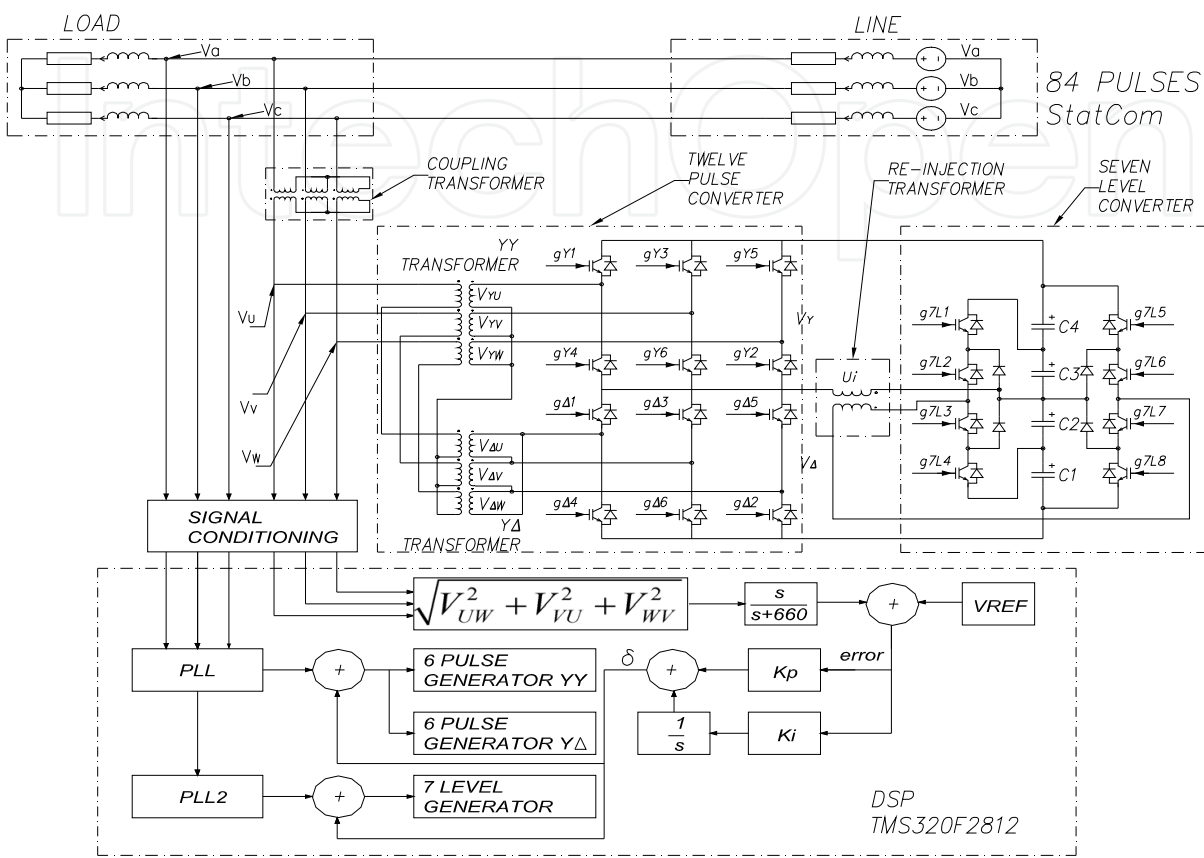 LOAD
LINE
Va
Va
Vb
Vb
Vc
Vc
+ -
+ -
+ -
84 PULSES
StatCom
IntechOpen
COUPLING
TRANSFORMER
TWELVE
PULSE
CONVERTER
RE-INJECTION
TRANSFORMER
SEVEN
LEVEL
CONVERTER
YY
TRANSFORMER
gY1
gY3
gY5
VYU
VYV
VYW
VU
VV
VW
VY
gY4
gY6
gY2
Ui
g7L1
g7L2
g7L3
g7L4
+ C4
+ C3
+ C2
+ C1
g7L5
g7L6
g7L7
g7L8
gΔ1
gΔ3
gΔ5
VΔ
VΔU
VΔV
VΔW
gΔ4
gΔ6
gΔ2
YΔ
TRANSFORMER
SIGNAL
CONDITIONING
√V²UW + V²VU + V²WV
s
s+660
+
VREF
PLL
+
6 PULSE
GENERATOR YY
δ
+
Kp
error
6 PULSE
GENERATOR YΔ
1
s
Ki
PLL2
+
7 LEVEL
GENERATOR
DSP
TMS320F2812